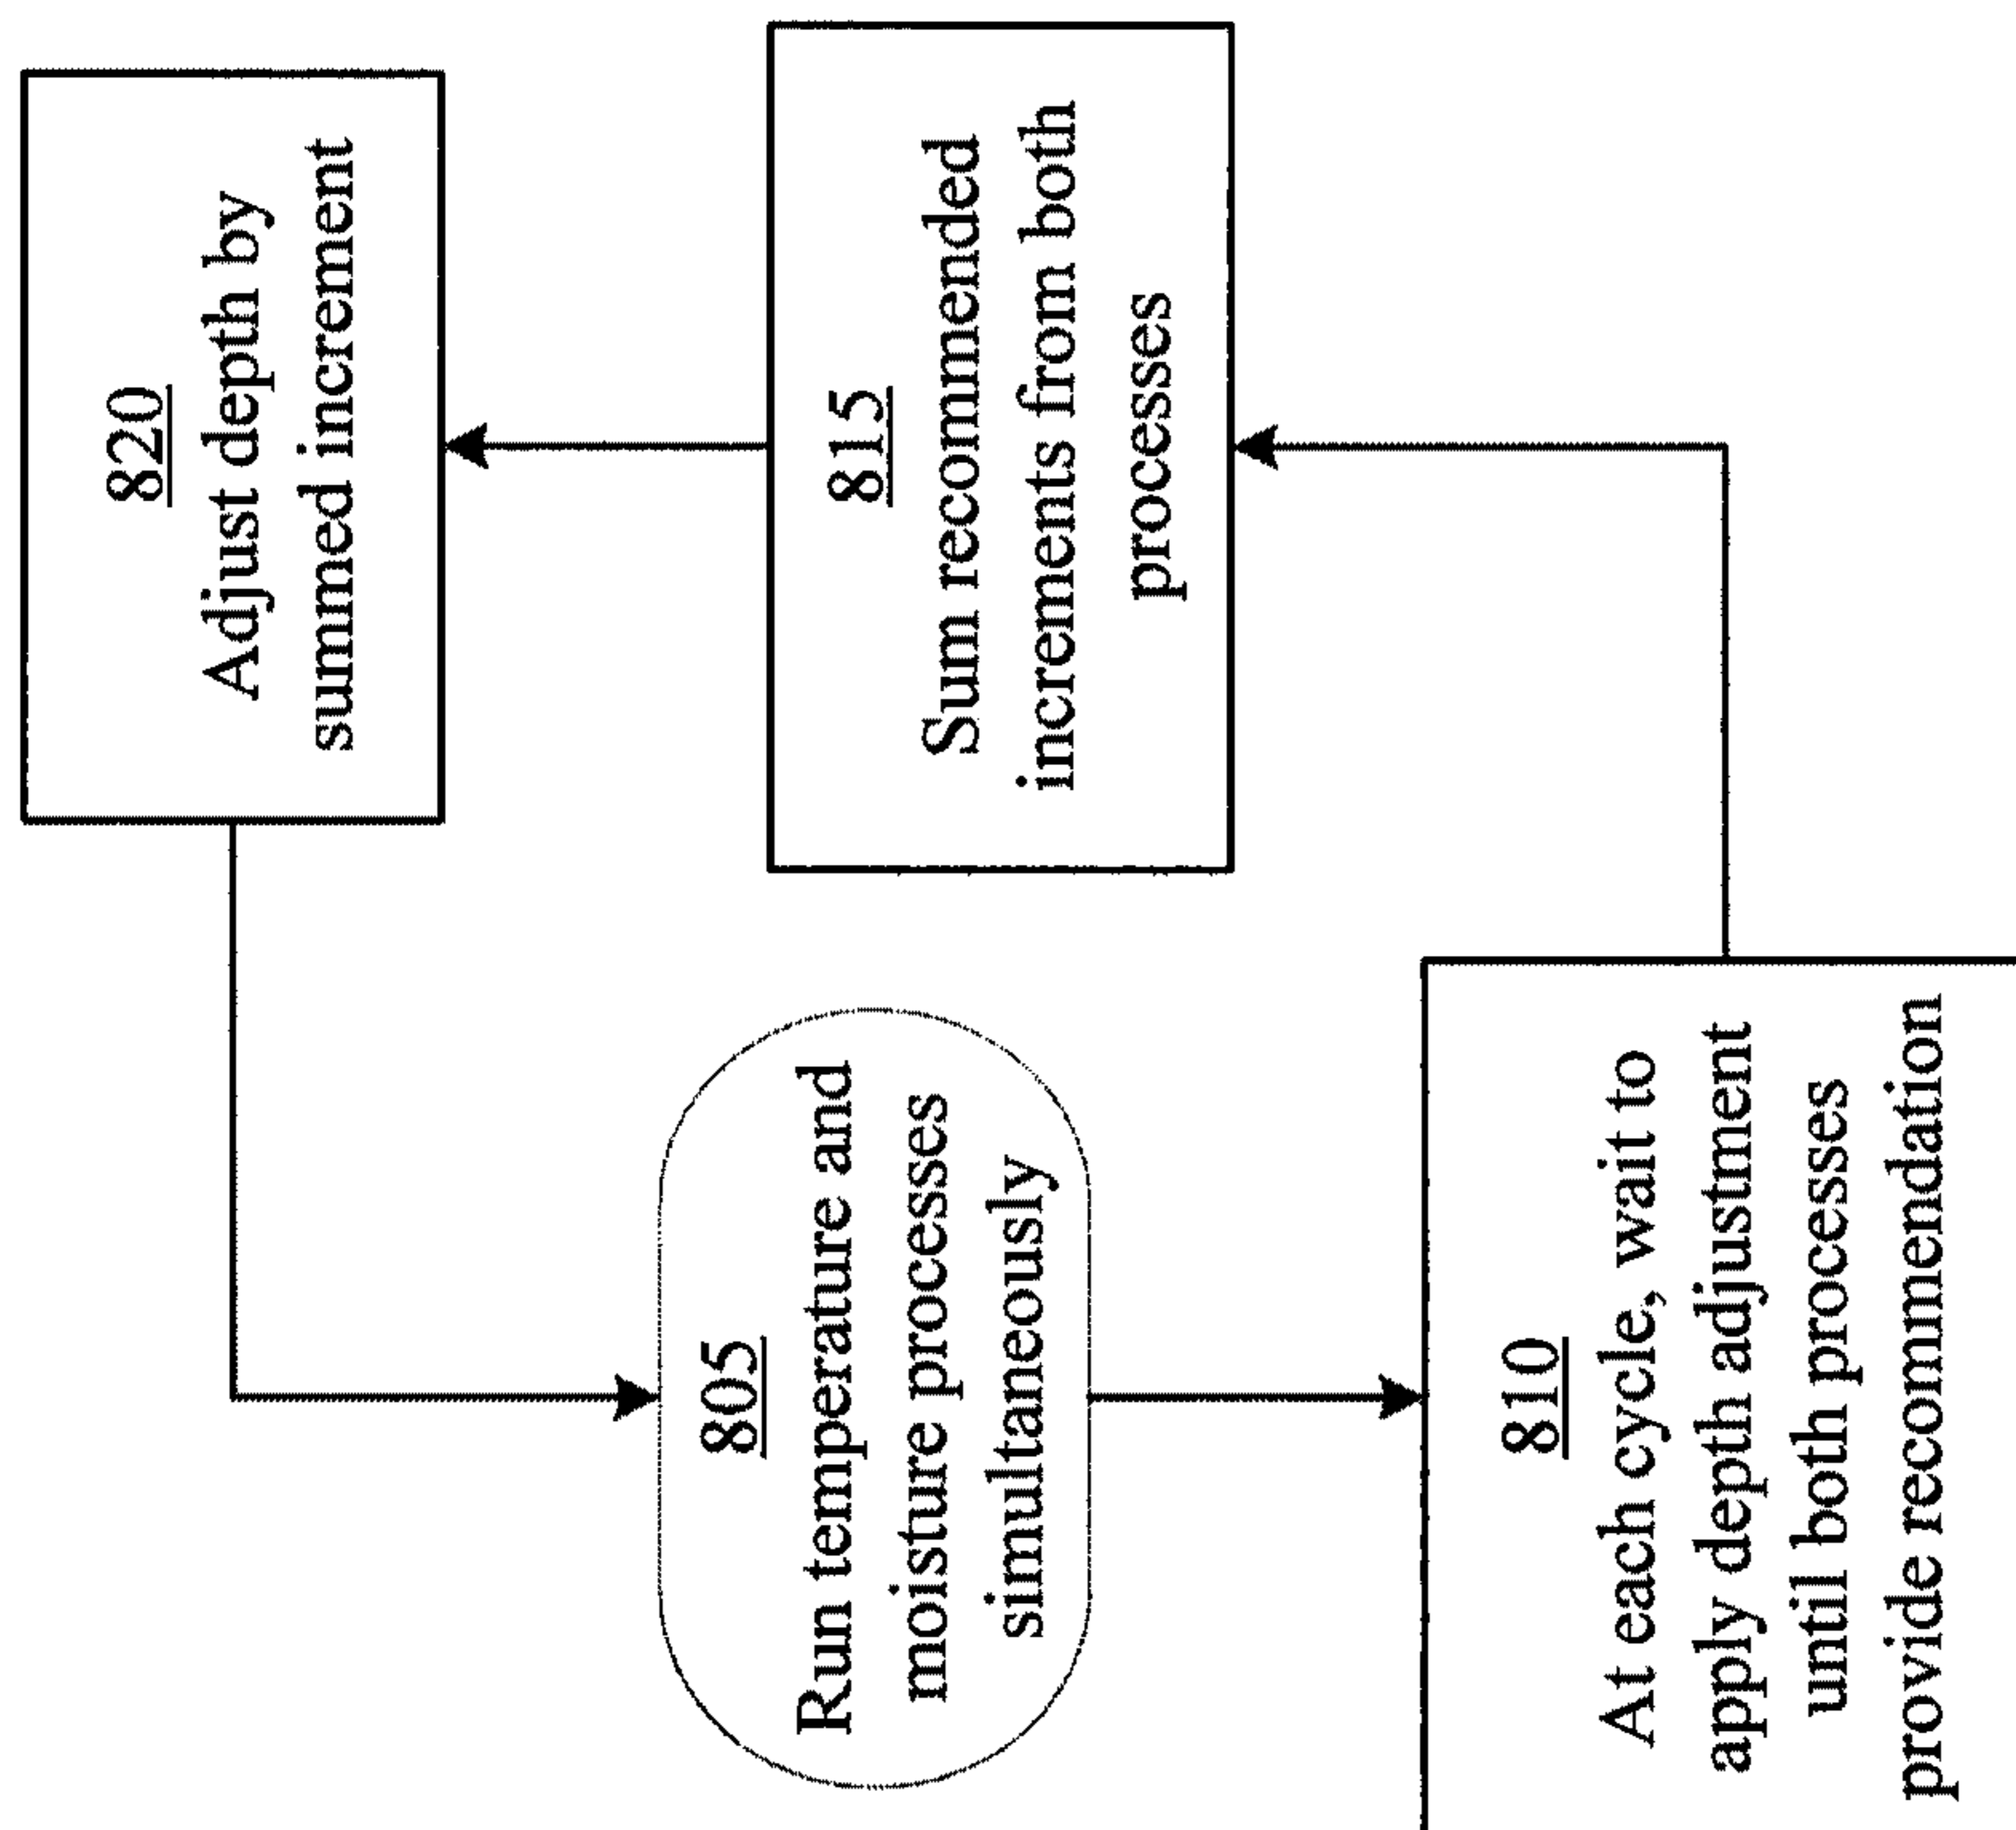 805
Run temperature and
moisture processes
simultaneously
810
At each cycle, wait to
apply depth adjustment
until both processes
provide recommendation
815
Sum recommended
increments from both
processes
820
Adjust depth by
summed increment